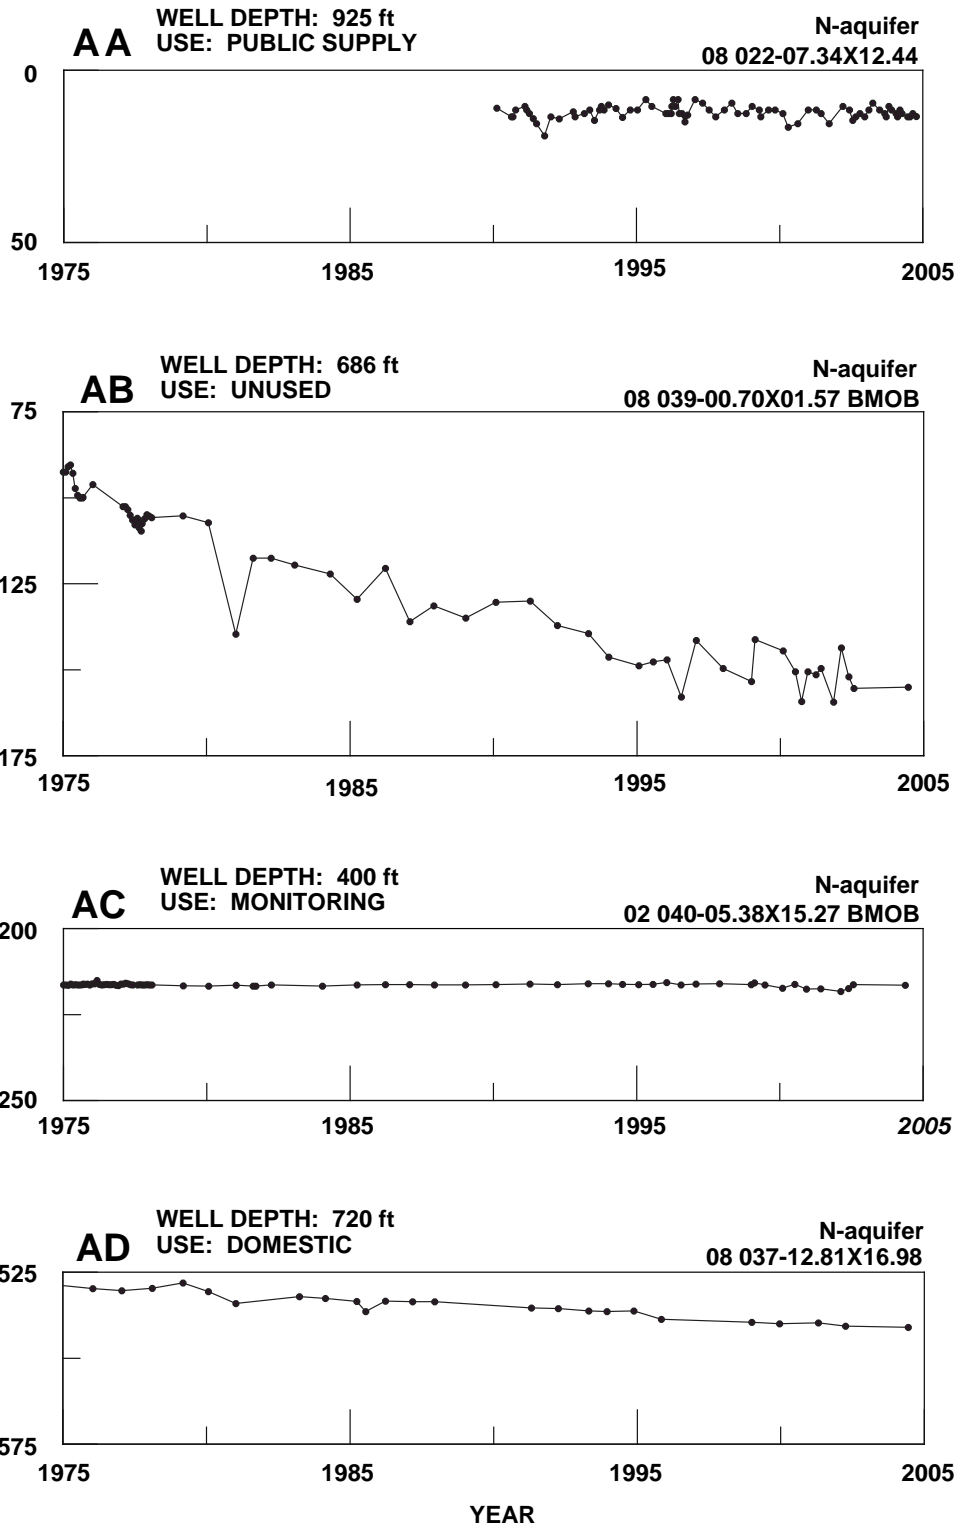 AA
WELL DEPTH: 925 ft
USE: PUBLIC SUPPLY
N-aquifer
08 022-07.34X12.44
0
50
1975
1985
1995
2005
AB
WELL DEPTH: 686 ft
USE: UNUSED
N-aquifer
08 039-00.70X01.57 BMOB
75
125
175
1975
1985
1995
2005
AC
WELL DEPTH: 400 ft
USE: MONITORING
N-aquifer
02 040-05.38X15.27 BMOB
200
250
1975
1985
1995
2005
AD
WELL DEPTH: 720 ft
USE: DOMESTIC
N-aquifer
08 037-12.81X16.98
525
575
1975
1985
1995
2005
YEAR